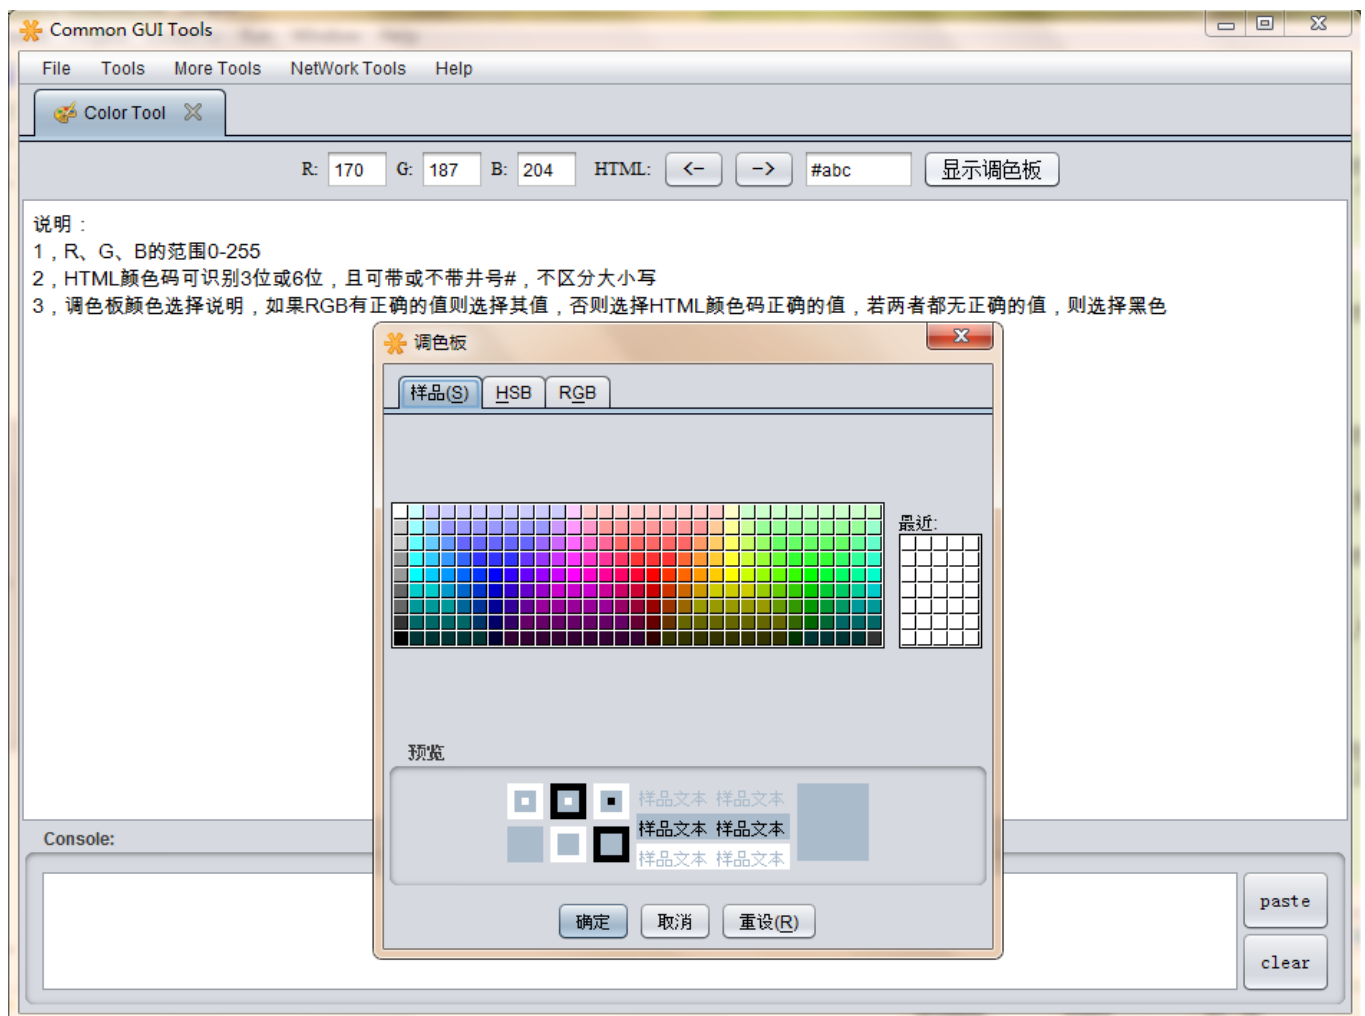 Common GUI Tools
File Tools More Tools NetWork Tools Help
Color Tool
R: 170 G: 187 B: 204 HTML: <- -> #abc 显示调色板
说明：
1，R、G、B的范围0-255
2，HTML颜色码可识别3位或6位，且可带或不带井号#，不区分大小写
3，调色板颜色选择说明，如果RGB有正确的值则选择其值，否则选择HTML颜色码正确的值，若两者都无正确的值，则选择黑色
调色板
样品(S) HSB RGB
最近:
预览
样品文本 样品文本
样品文本 样品文本
样品文本 样品文本
确定 取消 重设(R)
Console:
paste
clear